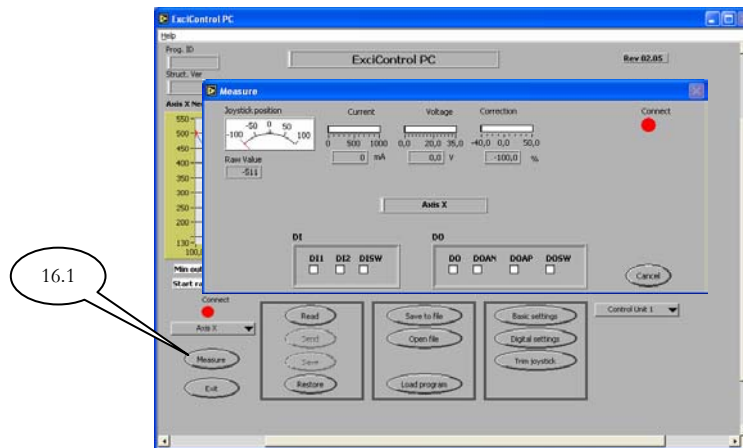 ExciControl PC
Help
Prog. ID
ExciControl PC
Rev 02.05
Struct. Ver
Measure
Axis X Ne
Joystick position
Current
Voltage
Correction
Connect
-100 -50 0 50 100
0 500 1000
0,0 20,0 35,0
-40,0 0,0 50,0
0 mA
0,0 V
-100,0 %
Raw Value
-511
Axis X
DI
DI1 DI2 DISW
DO
DO DOAN DOAP DOSW
Cancel
550
500
450
400
350
300
250
200
130
100,
Min out
Start ra
16.1
Connect
Axis X
Measure
Exit
Read
Send
Save
Restore
Save to file
Open file
Load program
Basic settings
Digital settings
Trim joystick
Control Unit 1